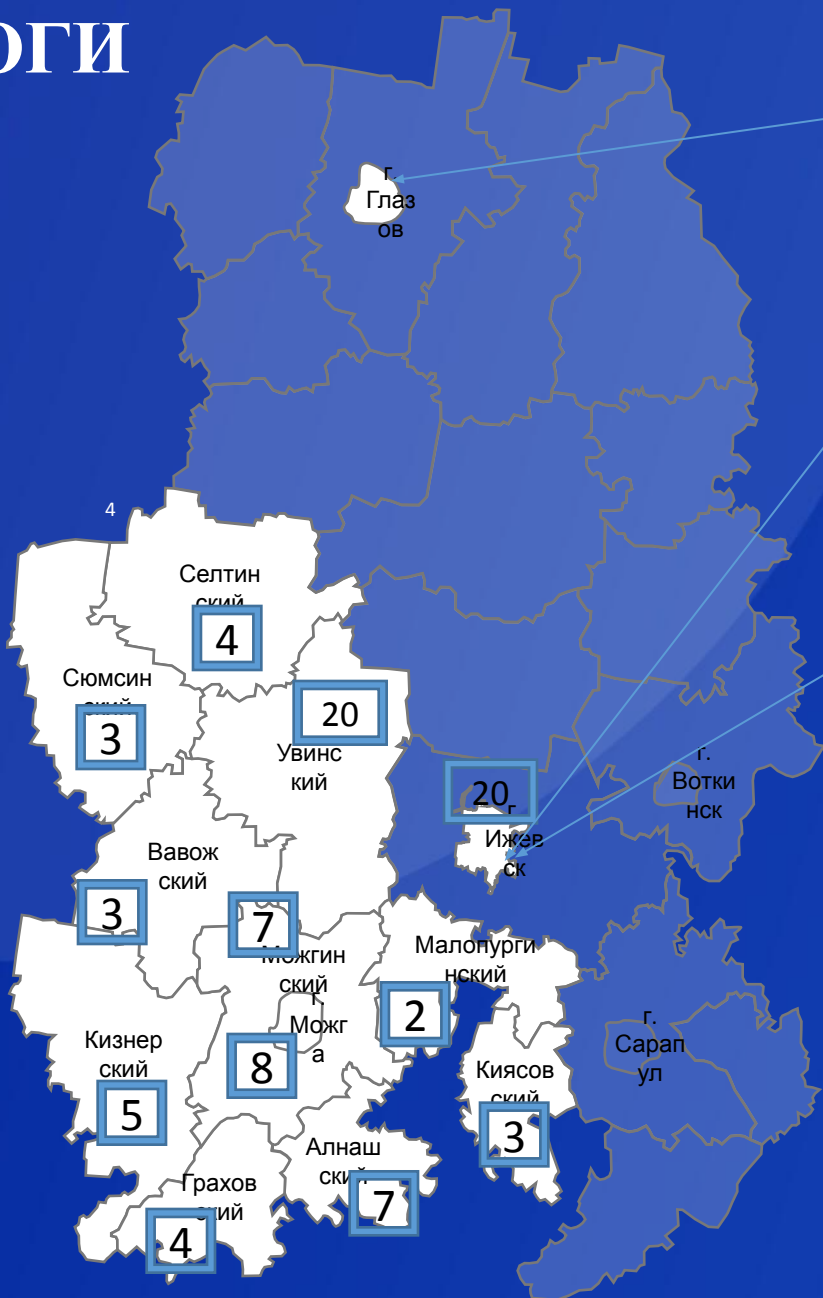 ОГИ
г.
Глаз
ов
4
Селтин
ский
4
Сюмсин
ский
3
20
Увинс
кий
20
г.
Ижев
ск
г.
Вотки
нск
Вавож
ский
3
7
Можгин
ский
г.
Можг
а
8
Малопурги
нский
2
Кизнер
ский
5
Киясов
ский
3
г.
Сарап
ул
Алнаш
ский
7
Грахов
ский
4